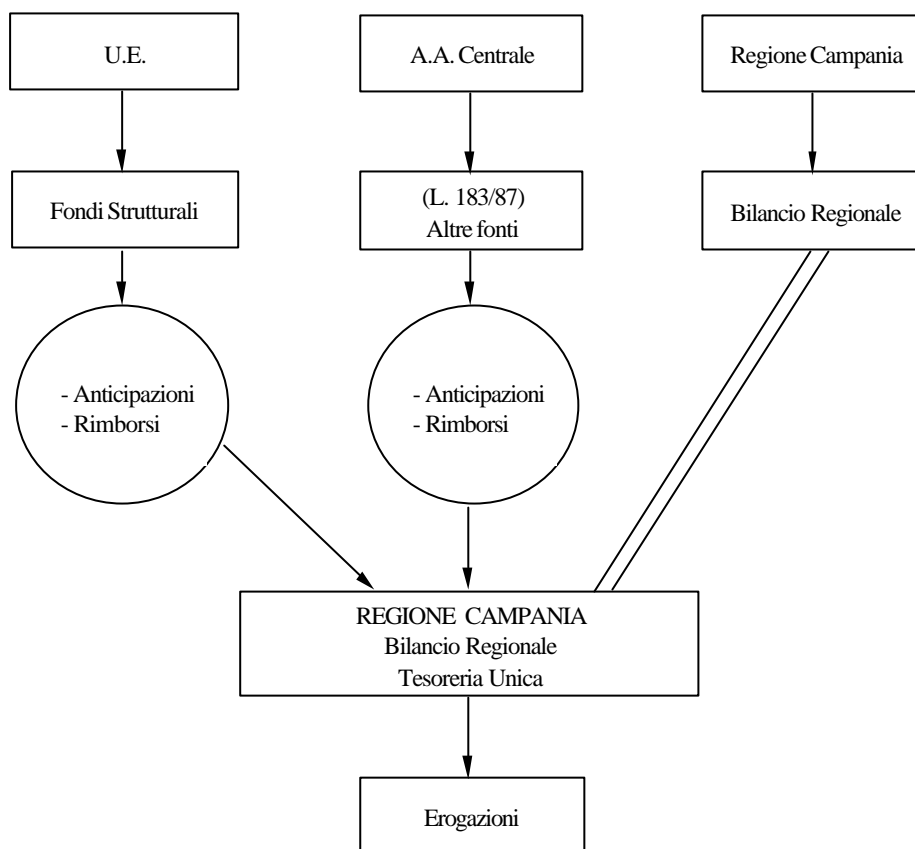 U.E.
A.A. Centrale
Regione Campania
Fondi Strutturali
(L. 183/87)
Altre fonti
Bilancio Regionale
- Anticipazioni
- Rimborsi
- Anticipazioni
- Rimborsi
REGIONE CAMPANIA
Bilancio Regionale
Tesoreria Unica
Erogazioni